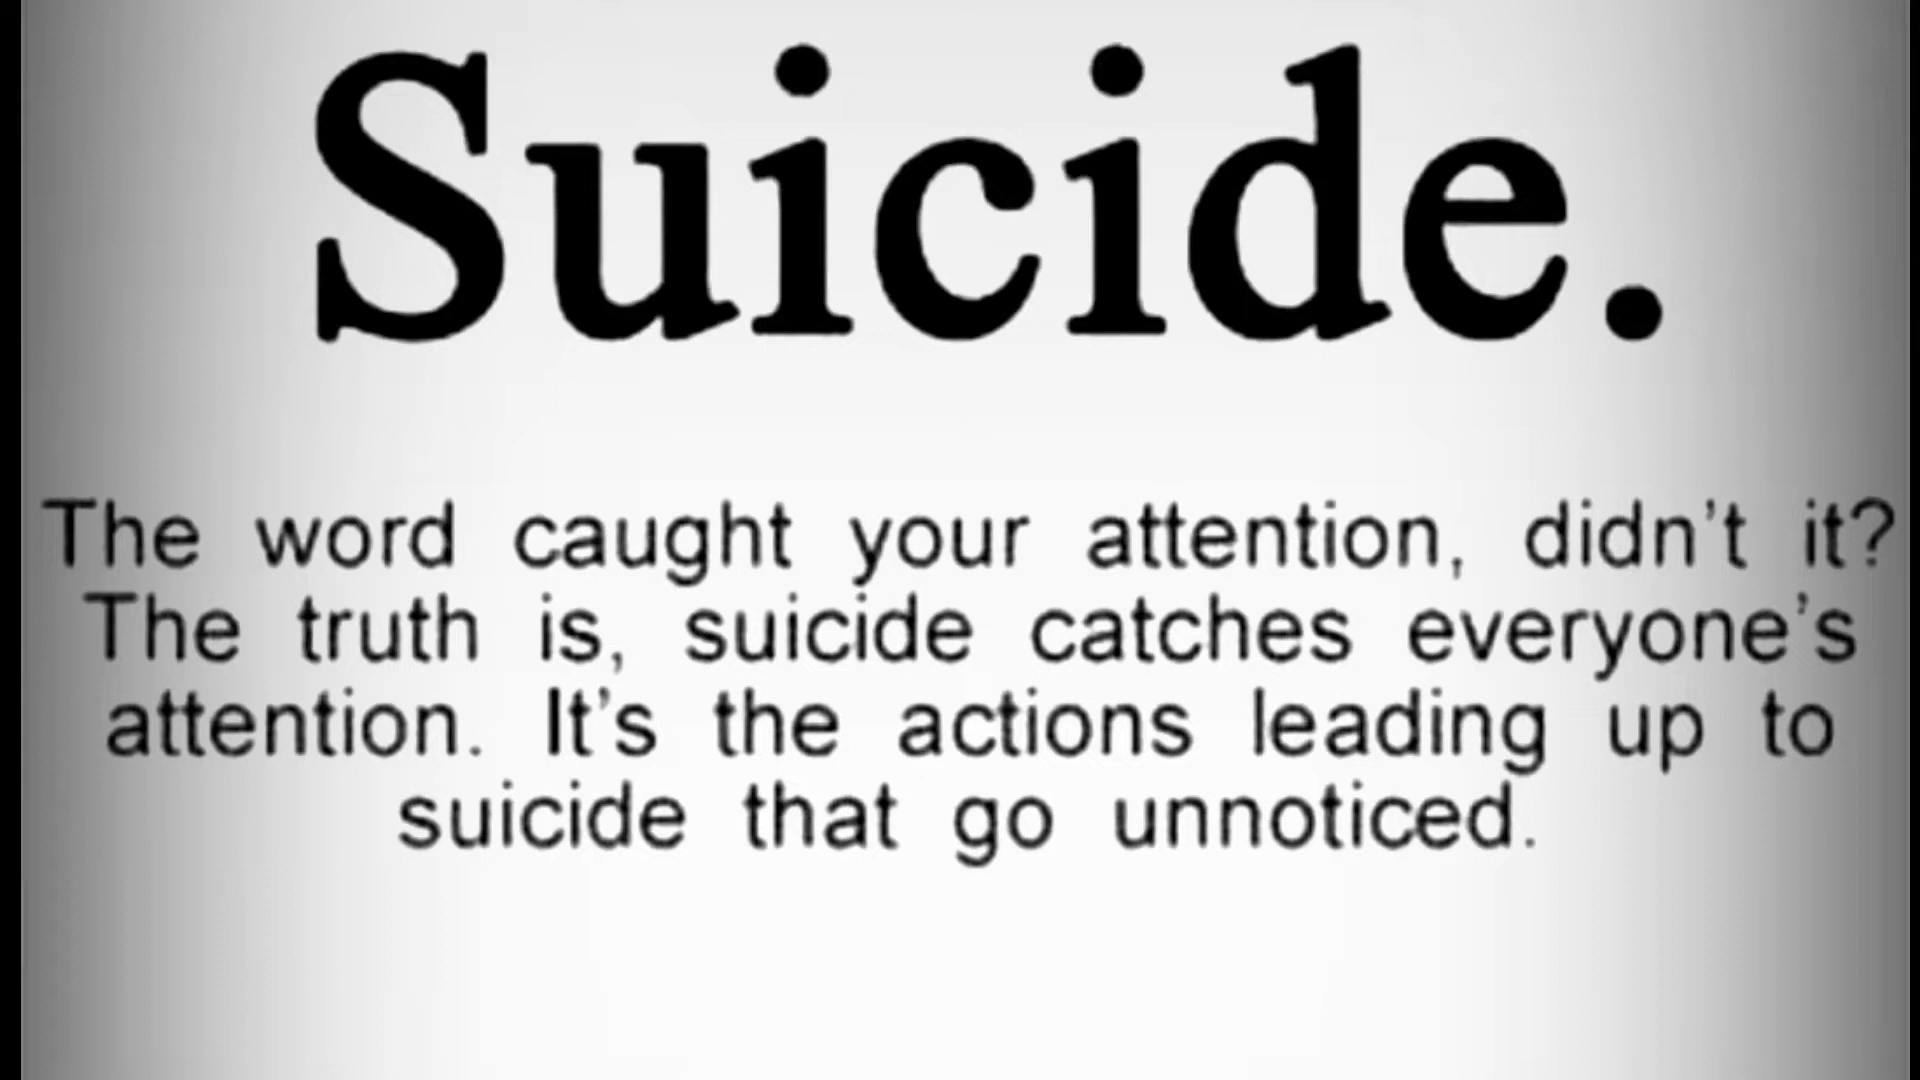 Suicide.
The word caught your attention, didn't it?
The truth is, suicide catches everyone's
attention. It's the actions leading up to
suicide that go unnoticed.